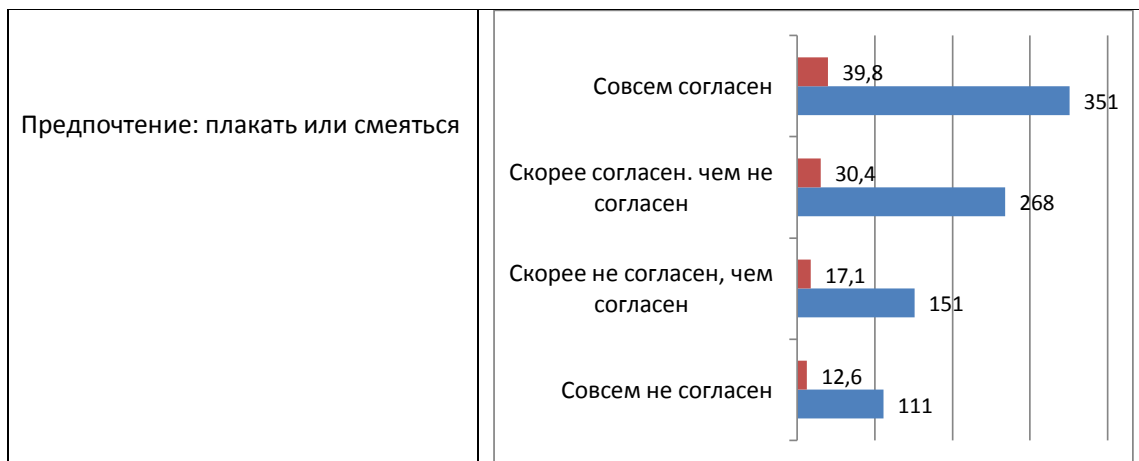 Предпочтение: плакать или смеяться
Совсем согласен
39,8
351
Скорее согласен. чем не
согласен
30,4
268
Скорее не согласен, чем
согласен
17,1
151
Совсем не согласен
12,6
111